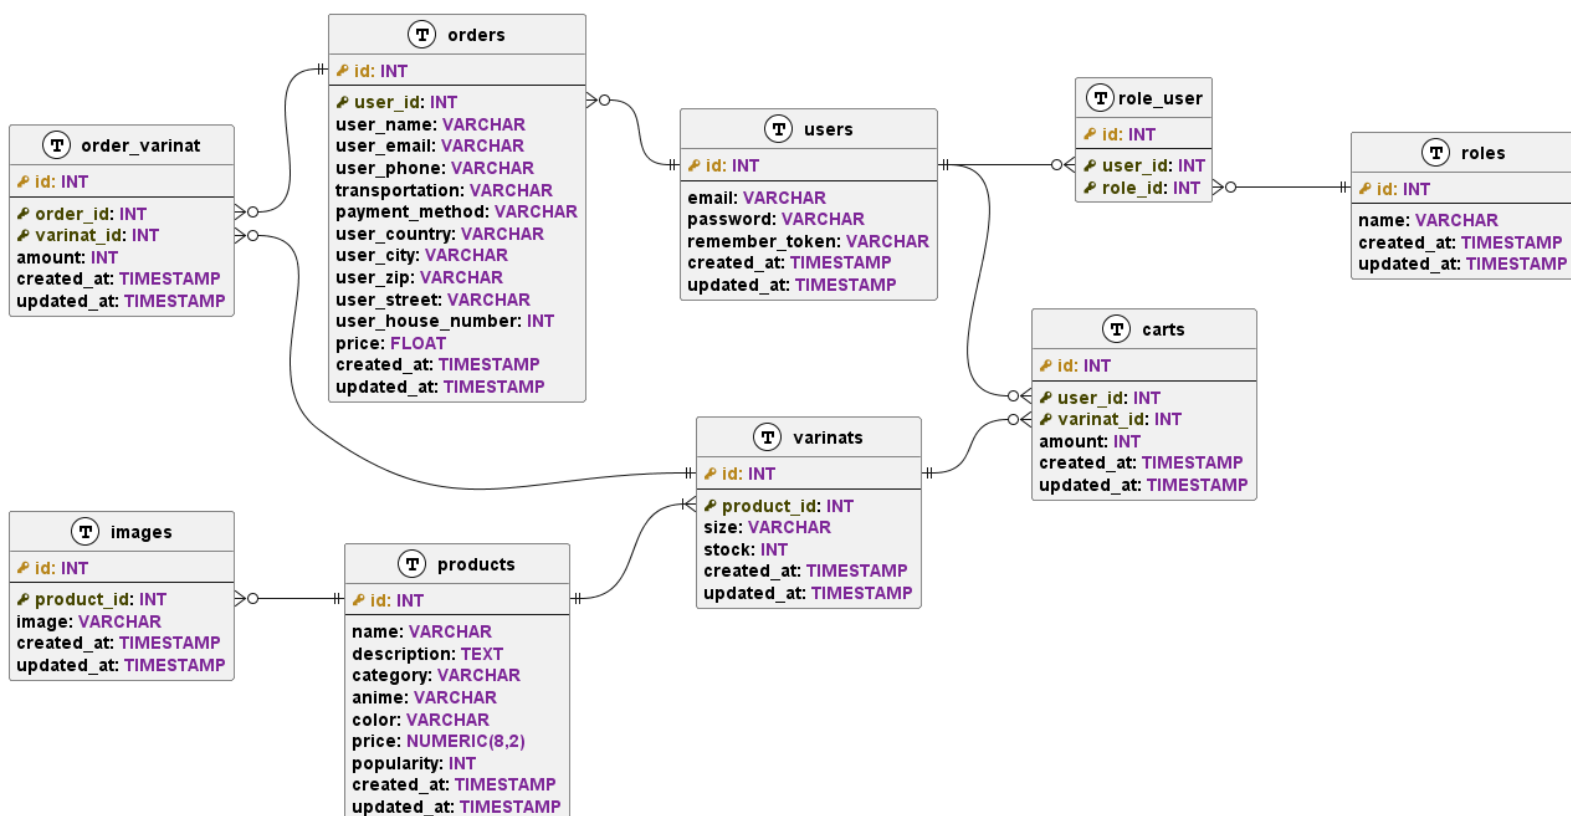 T orders
id: INT
user_id: INT
user_name: VARCHAR
user_email: VARCHAR
user_phone: VARCHAR
transportation: VARCHAR
payment_method: VARCHAR
user_country: VARCHAR
user_city: VARCHAR
user_zip: VARCHAR
user_street: VARCHAR
user_house_number: INT
price: FLOAT
created_at: TIMESTAMP
updated_at: TIMESTAMP
T order_varinat
id: INT
order_id: INT
varinat_id: INT
amount: INT
created_at: TIMESTAMP
updated_at: TIMESTAMP
T users
id: INT
email: VARCHAR
password: VARCHAR
remember_token: VARCHAR
created_at: TIMESTAMP
updated_at: TIMESTAMP
T role_user
id: INT
user_id: INT
role_id: INT
T roles
id: INT
name: VARCHAR
created_at: TIMESTAMP
updated_at: TIMESTAMP
T carts
id: INT
user_id: INT
varinat_id: INT
amount: INT
created_at: TIMESTAMP
updated_at: TIMESTAMP
T varinats
id: INT
product_id: INT
size: VARCHAR
stock: INT
created_at: TIMESTAMP
updated_at: TIMESTAMP
T images
id: INT
product_id: INT
image: VARCHAR
created_at: TIMESTAMP
updated_at: TIMESTAMP
T products
id: INT
name: VARCHAR
description: TEXT
category: VARCHAR
anime: VARCHAR
color: VARCHAR
price: NUMERIC(8,2)
popularity: INT
created_at: TIMESTAMP
updated_at: TIMESTAMP